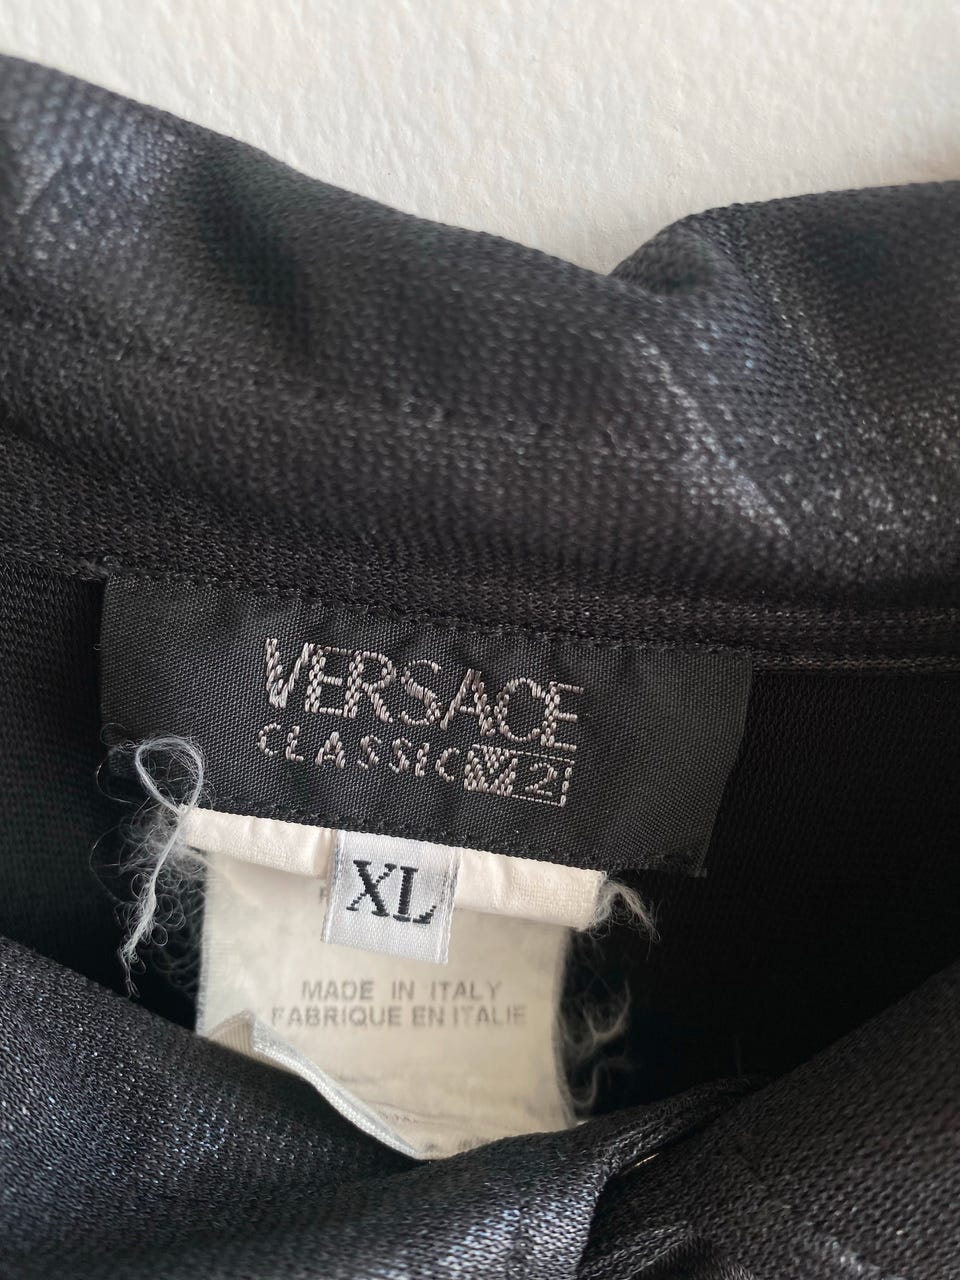 VERSACE
CLASSIC V2
XL
MADE IN ITALY
FABRIQUE EN ITALIE